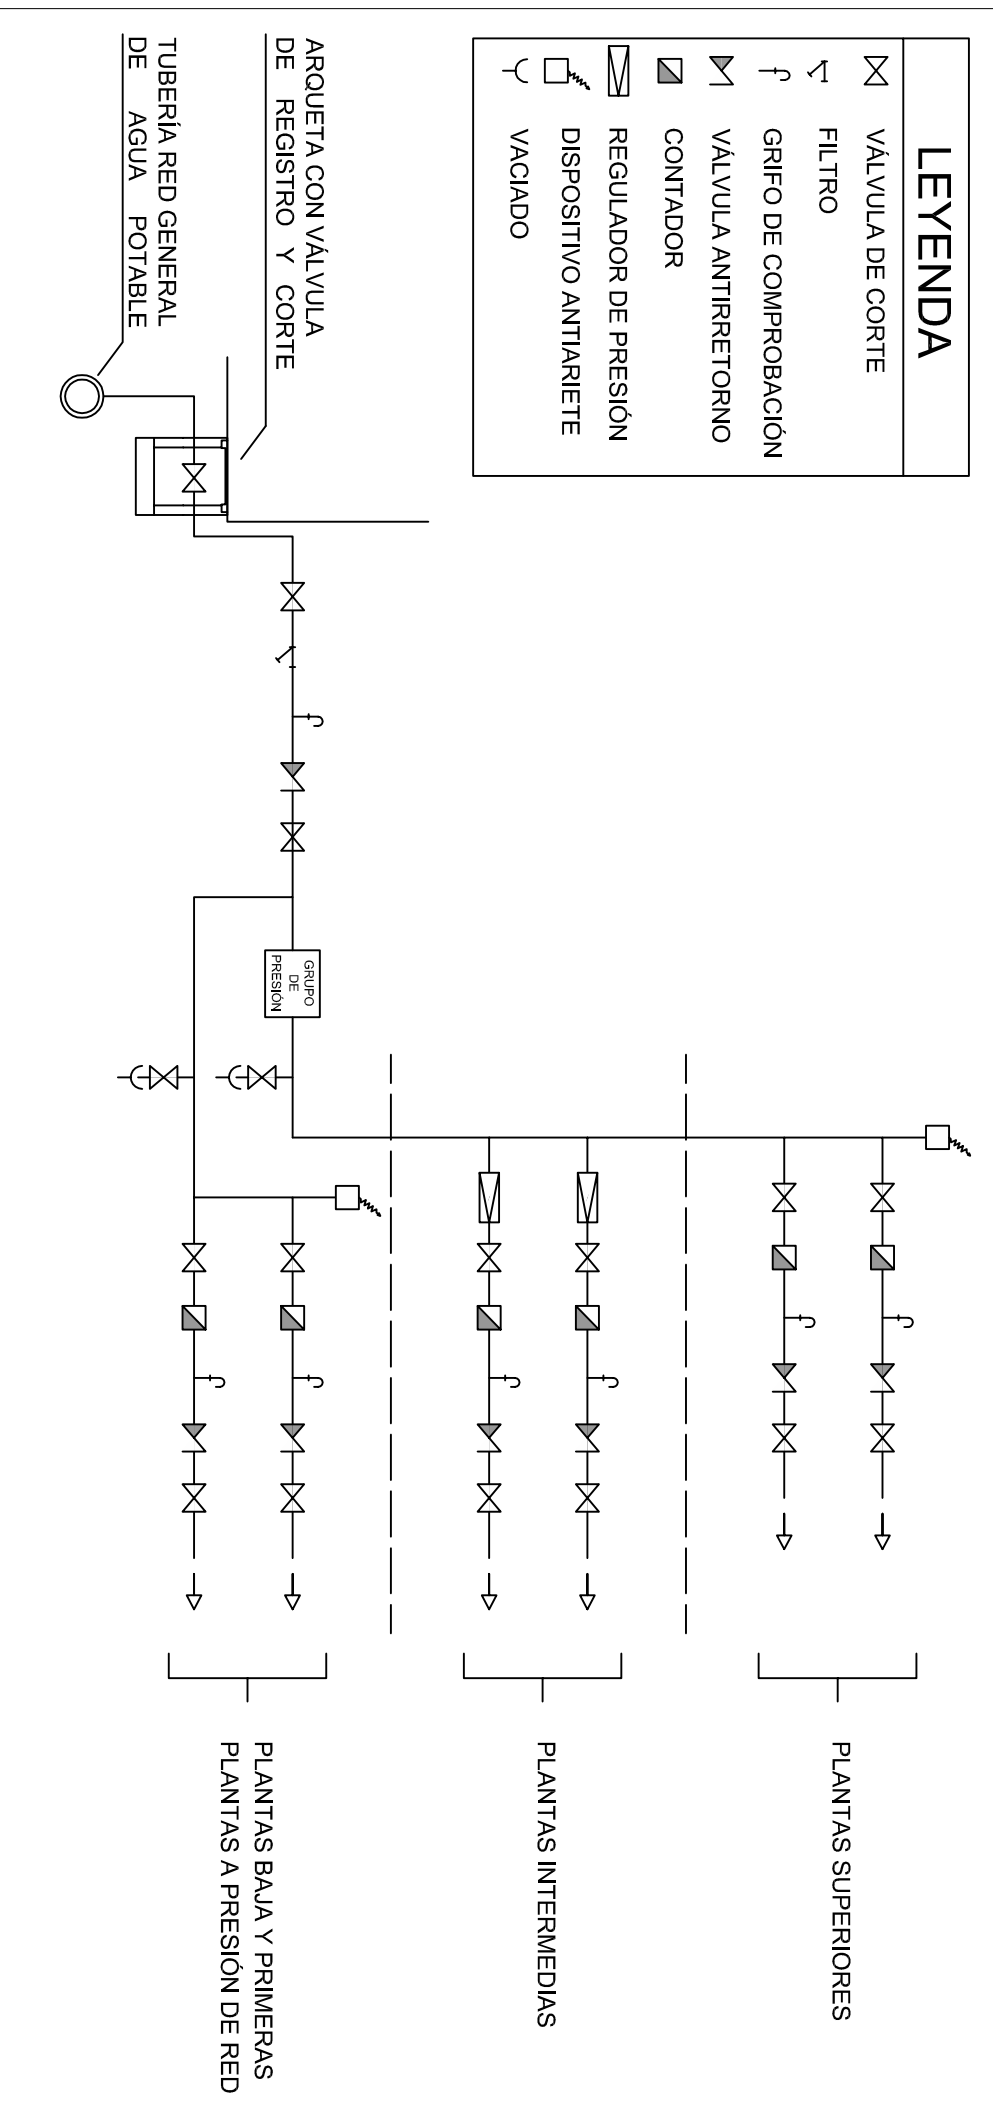 LEYENDA
VÁLVULA DE CORTE
FILTRO
GRIFO DE COMPROBACIÓN
VÁLVULA ANTIRRETORNO
CONTADOR
REGULADOR DE PRESIÓN
DISPOSITIVO ANTIARIETE
VACIADO
ARQUETA CON VÁLVULA
DE REGISTRO Y CORTE
TUBERÍA RED GENERAL
DE AGUA POTABLE
GRUPO
DE
PRESIÓN
PLANTAS SUPERIORES
PLANTAS INTERMEDIAS
PLANTAS BAJA Y PRIMERAS
PLANTAS A PRESIÓN DE RED